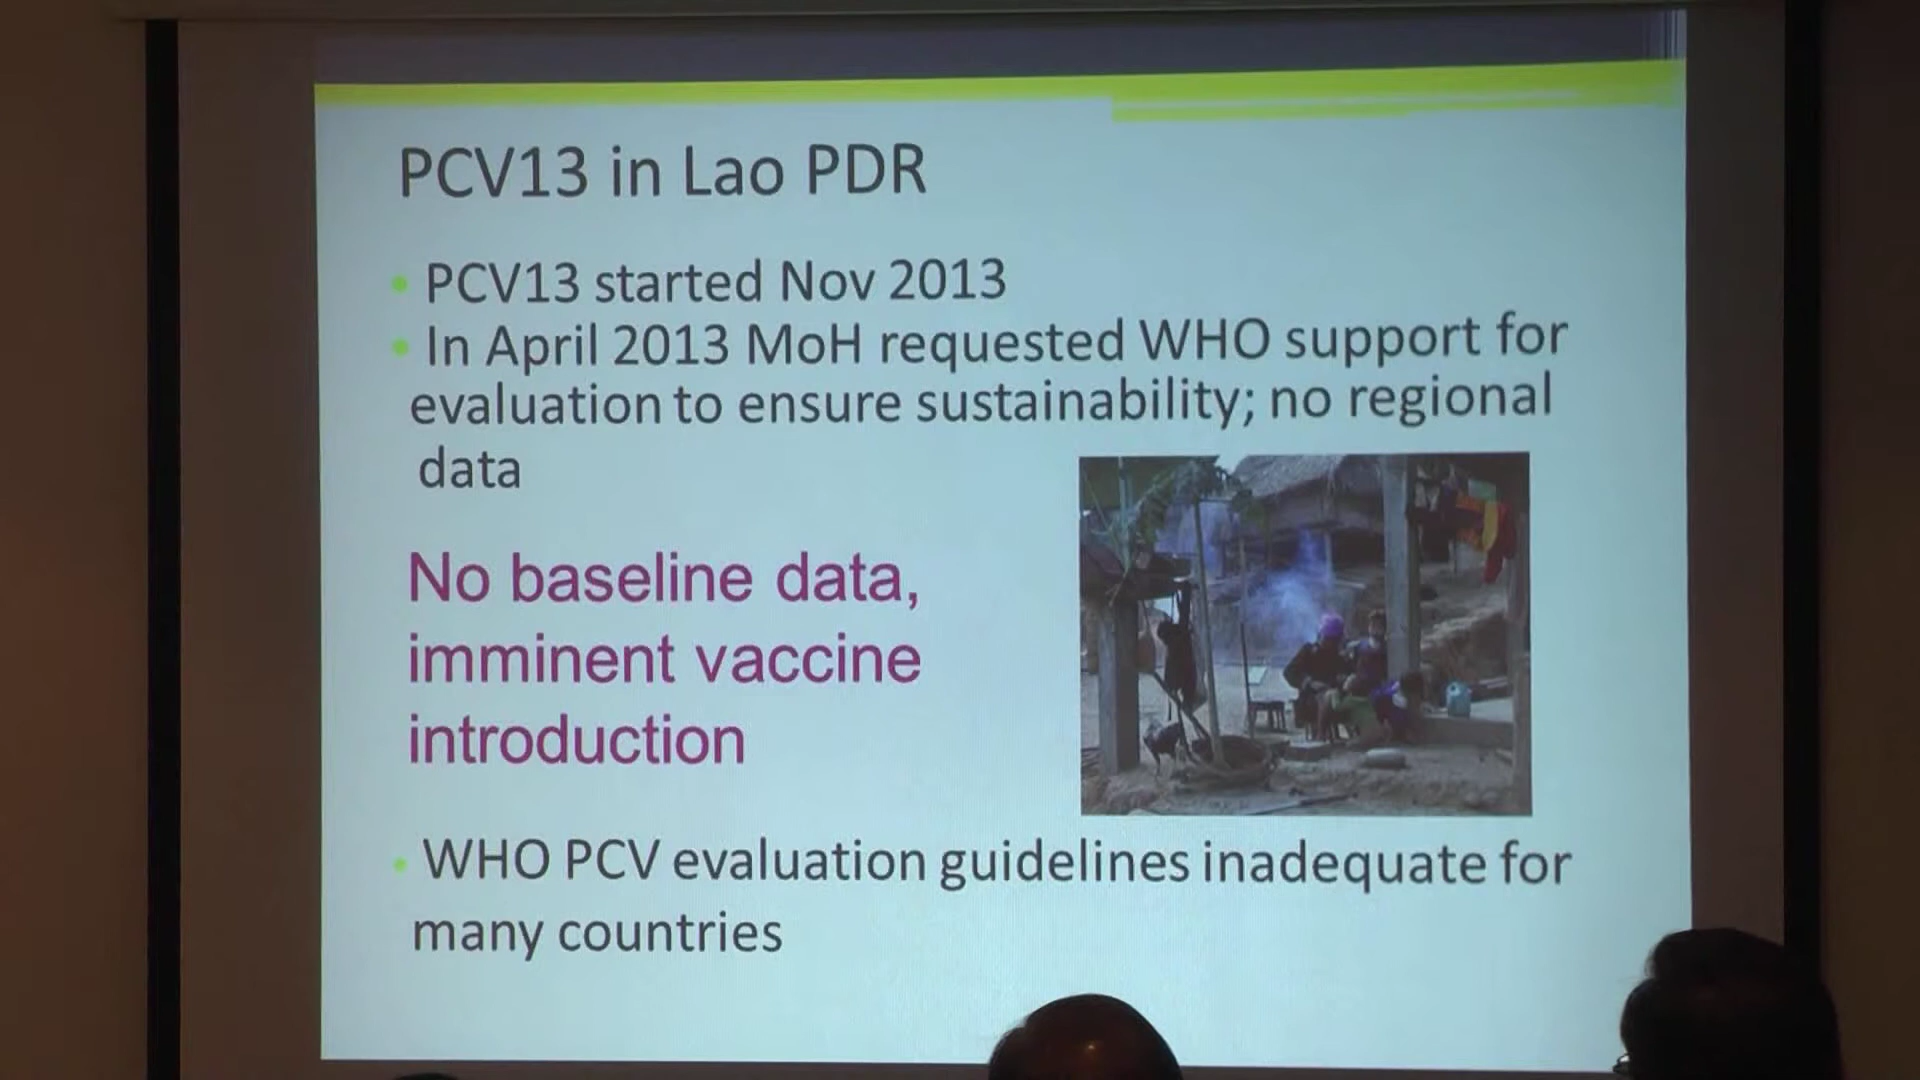 PCV13 in Lao PDR
• PCV13 started Nov 2013
• In April 2013 MoH requested WHO support for
evaluation to ensure sustainability; no regional
data
No baseline data,
imminent vaccine
introduction
• WHO PCV evaluation guidelines inadequate for
many countries